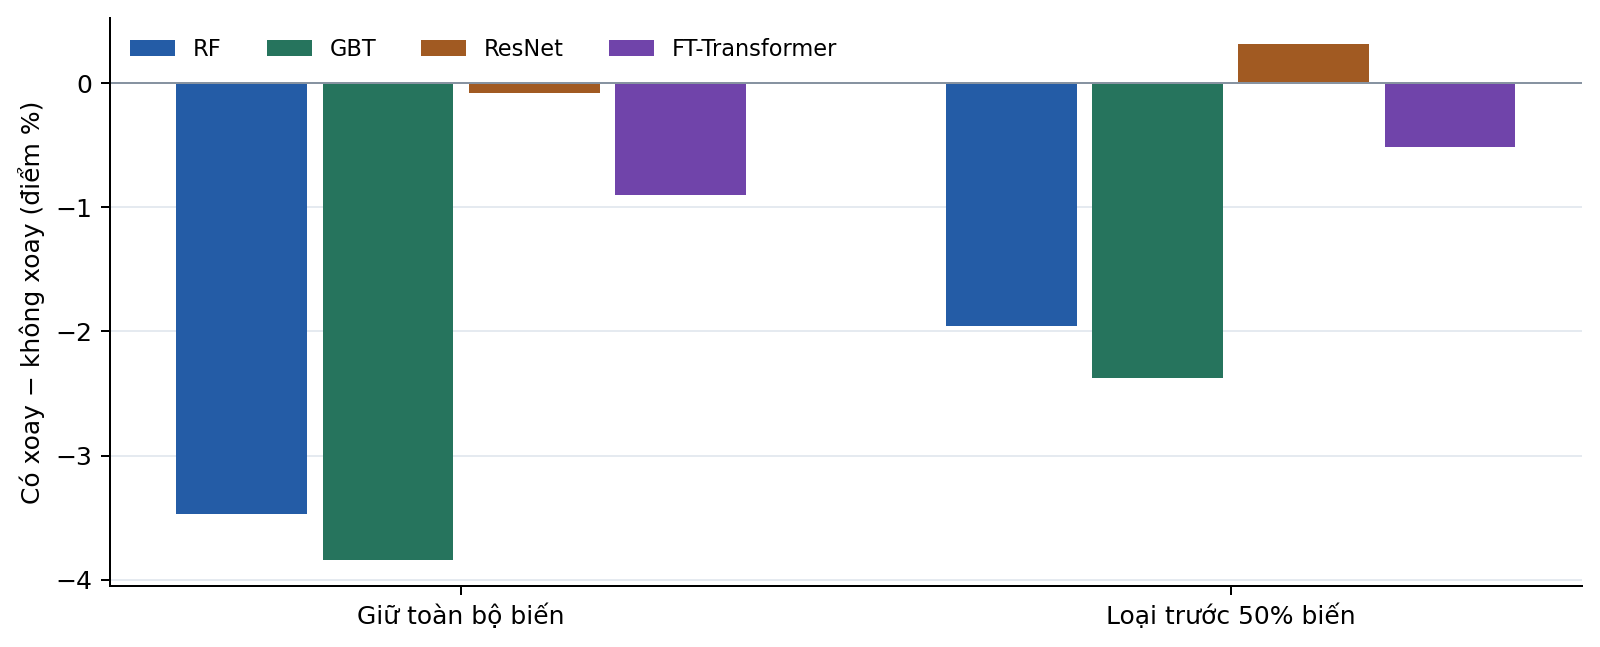 RF GBT ResNet FT-Transformer
Có xoay − không xoay (điểm %)
0
−1
−2
−3
−4
Giữ toàn bộ biến
Loại trước 50% biến